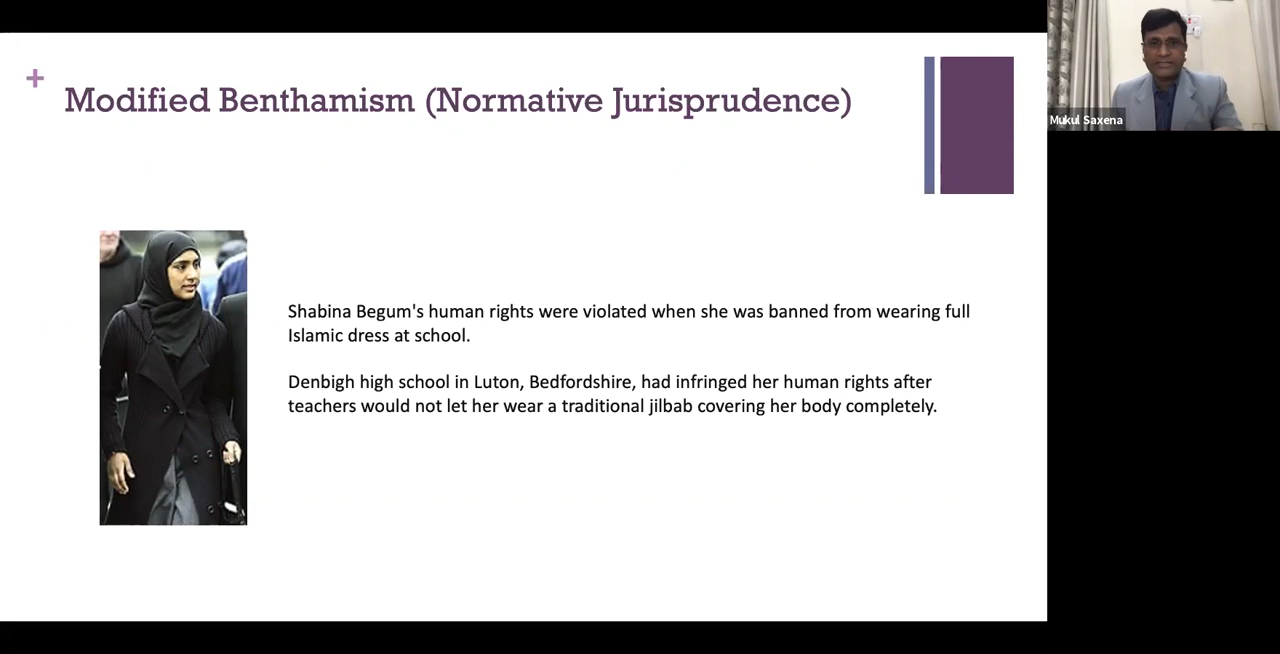 +
Modified Benthamism (Normative Jurisprudence)
Shabina Begum's human rights were violated when she was banned from wearing full
Islamic dress at school.
Denbigh high school in Luton, Bedfordshire, had infringed her human rights after
teachers would not let her wear a traditional jilbab covering her body completely.
Mukul Saxena